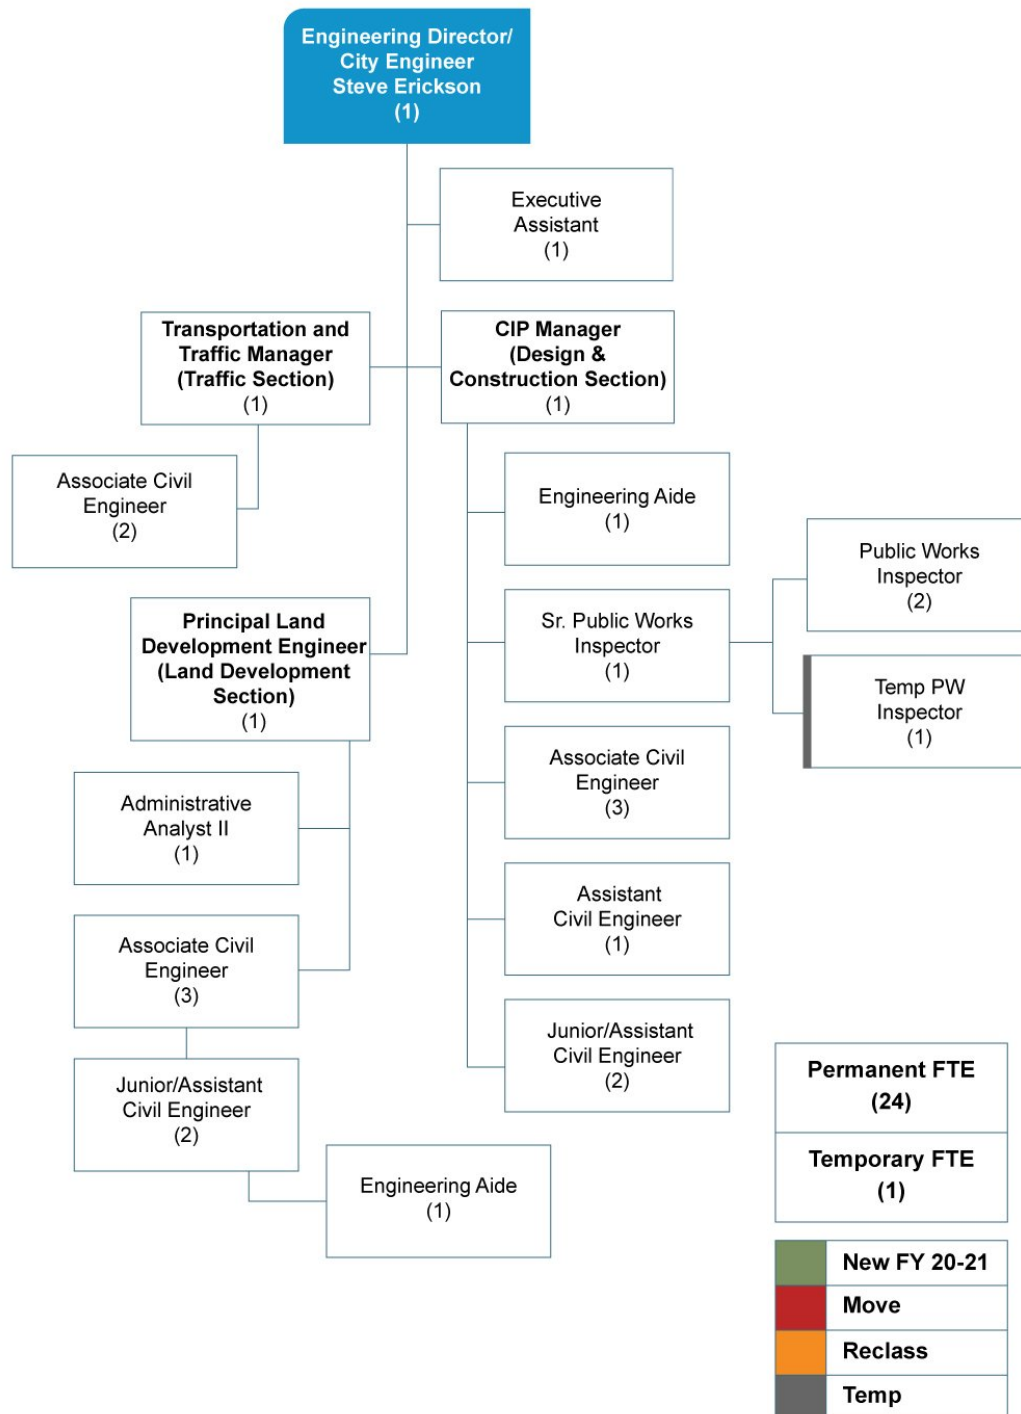 Engineering Director/
City Engineer
Steve Erickson
(1)
Executive
Assistant
(1)
Transportation and
Traffic Manager
(Traffic Section)
(1)
CIP Manager
(Design &
Construction Section)
(1)
Associate Civil
Engineer
(2)
Engineering Aide
(1)
Public Works
Inspector
(2)
Principal Land
Development Engineer
(Land Development
Section)
(1)
Sr. Public Works
Inspector
(1)
Temp PW
Inspector
(1)
Administrative
Analyst II
(1)
Associate Civil
Engineer
(3)
Associate Civil
Engineer
(3)
Assistant
Civil Engineer
(1)
Junior/Assistant
Civil Engineer
(2)
Junior/Assistant
Civil Engineer
(2)
Engineering Aide
(1)
Permanent FTE
(24)
Temporary FTE
(1)
New FY 20-21
Move
Reclass
Temp